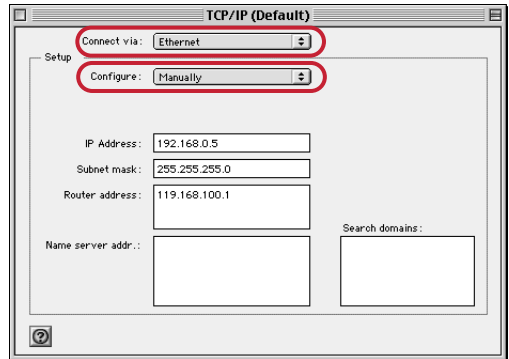 TCP/IP (Default)
Connect via: Ethernet
Setup
Configure: Manually
IP Address: 192.168.0.5
Subnet mask: 255.255.255.0
Router address: 119.168.100.1
Search domains:
Name server addr.:
?